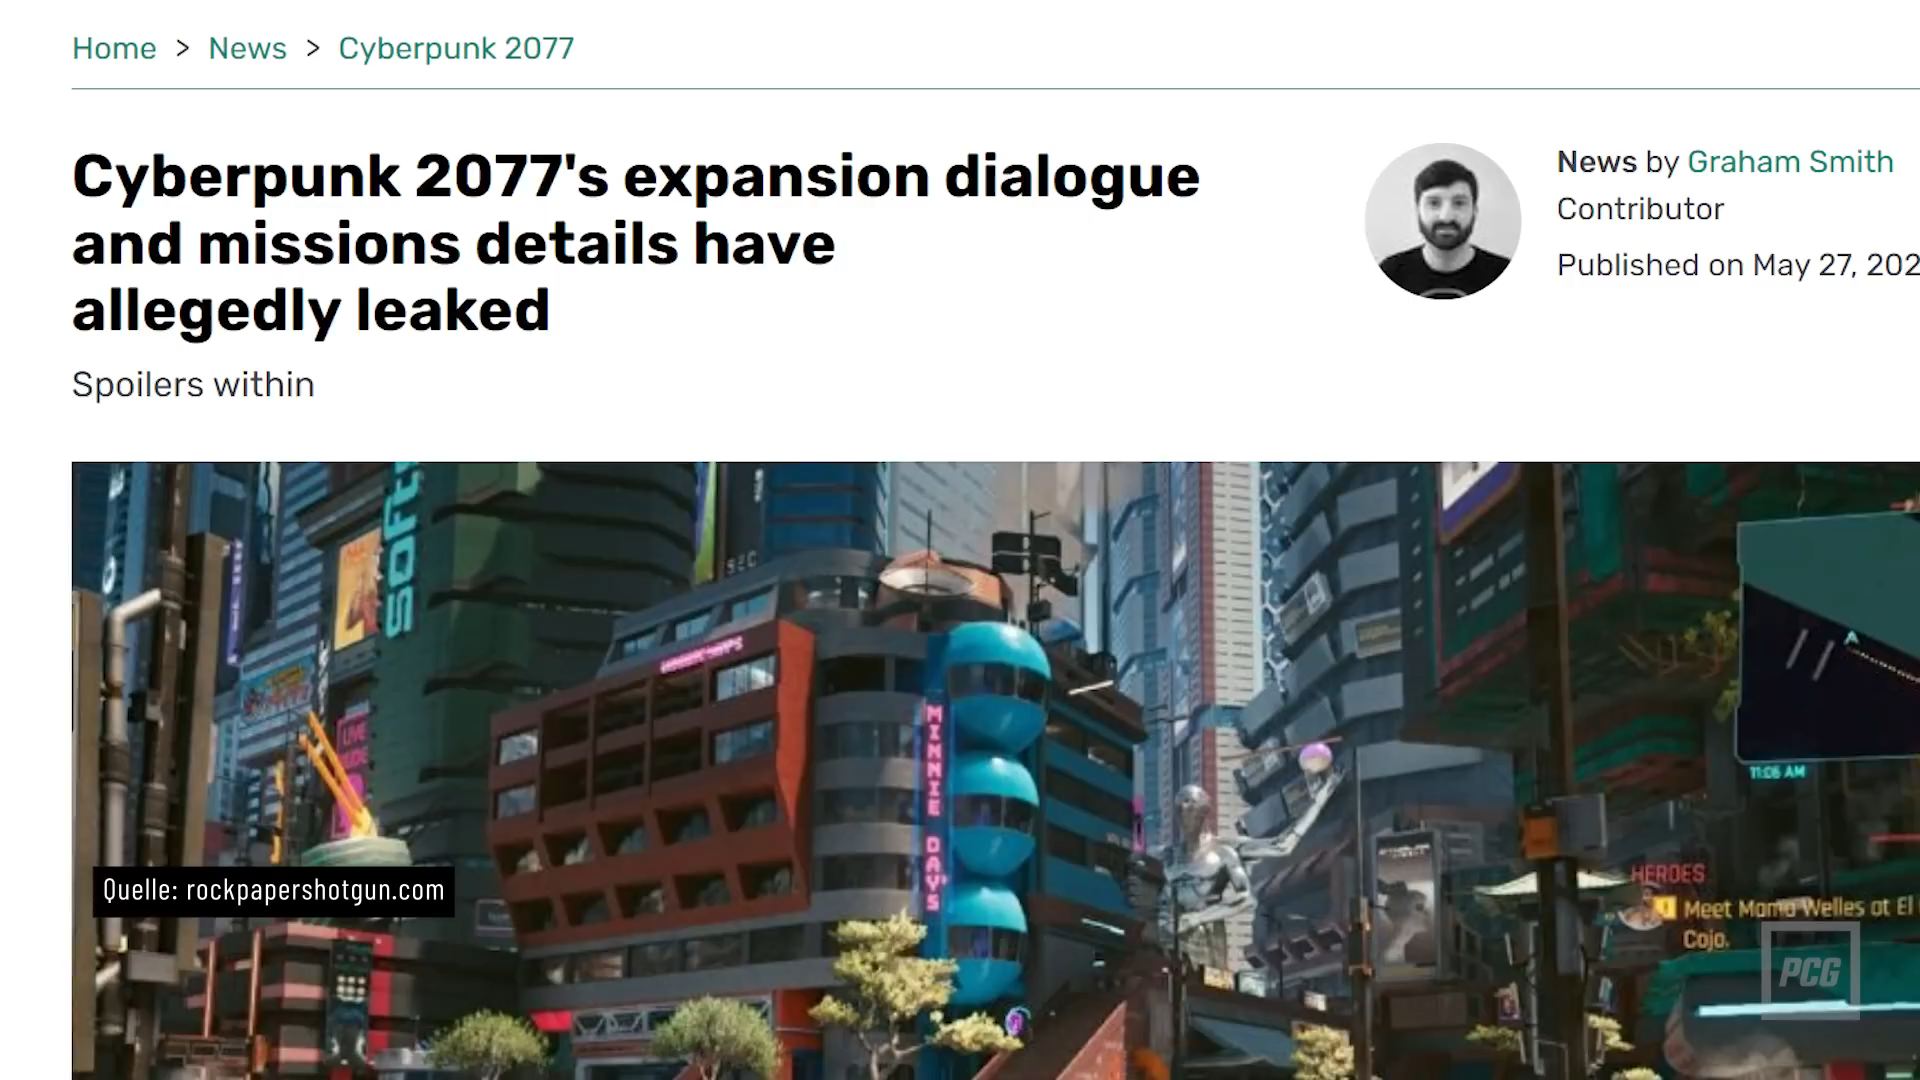 Home > News > Cyberpunk 2077
Cyberpunk 2077's expansion dialogue
and missions details have
allegedly leaked
Spoilers within
News by Graham Smith
Contributor
Published on May 27, 202
SOFT
SEC
LIVE
MINNIE DAYS
11:06 AM
HEROES
Meet Mama Welles at El
Cojo.
Quelle: rockpapershotgun.com
PCG